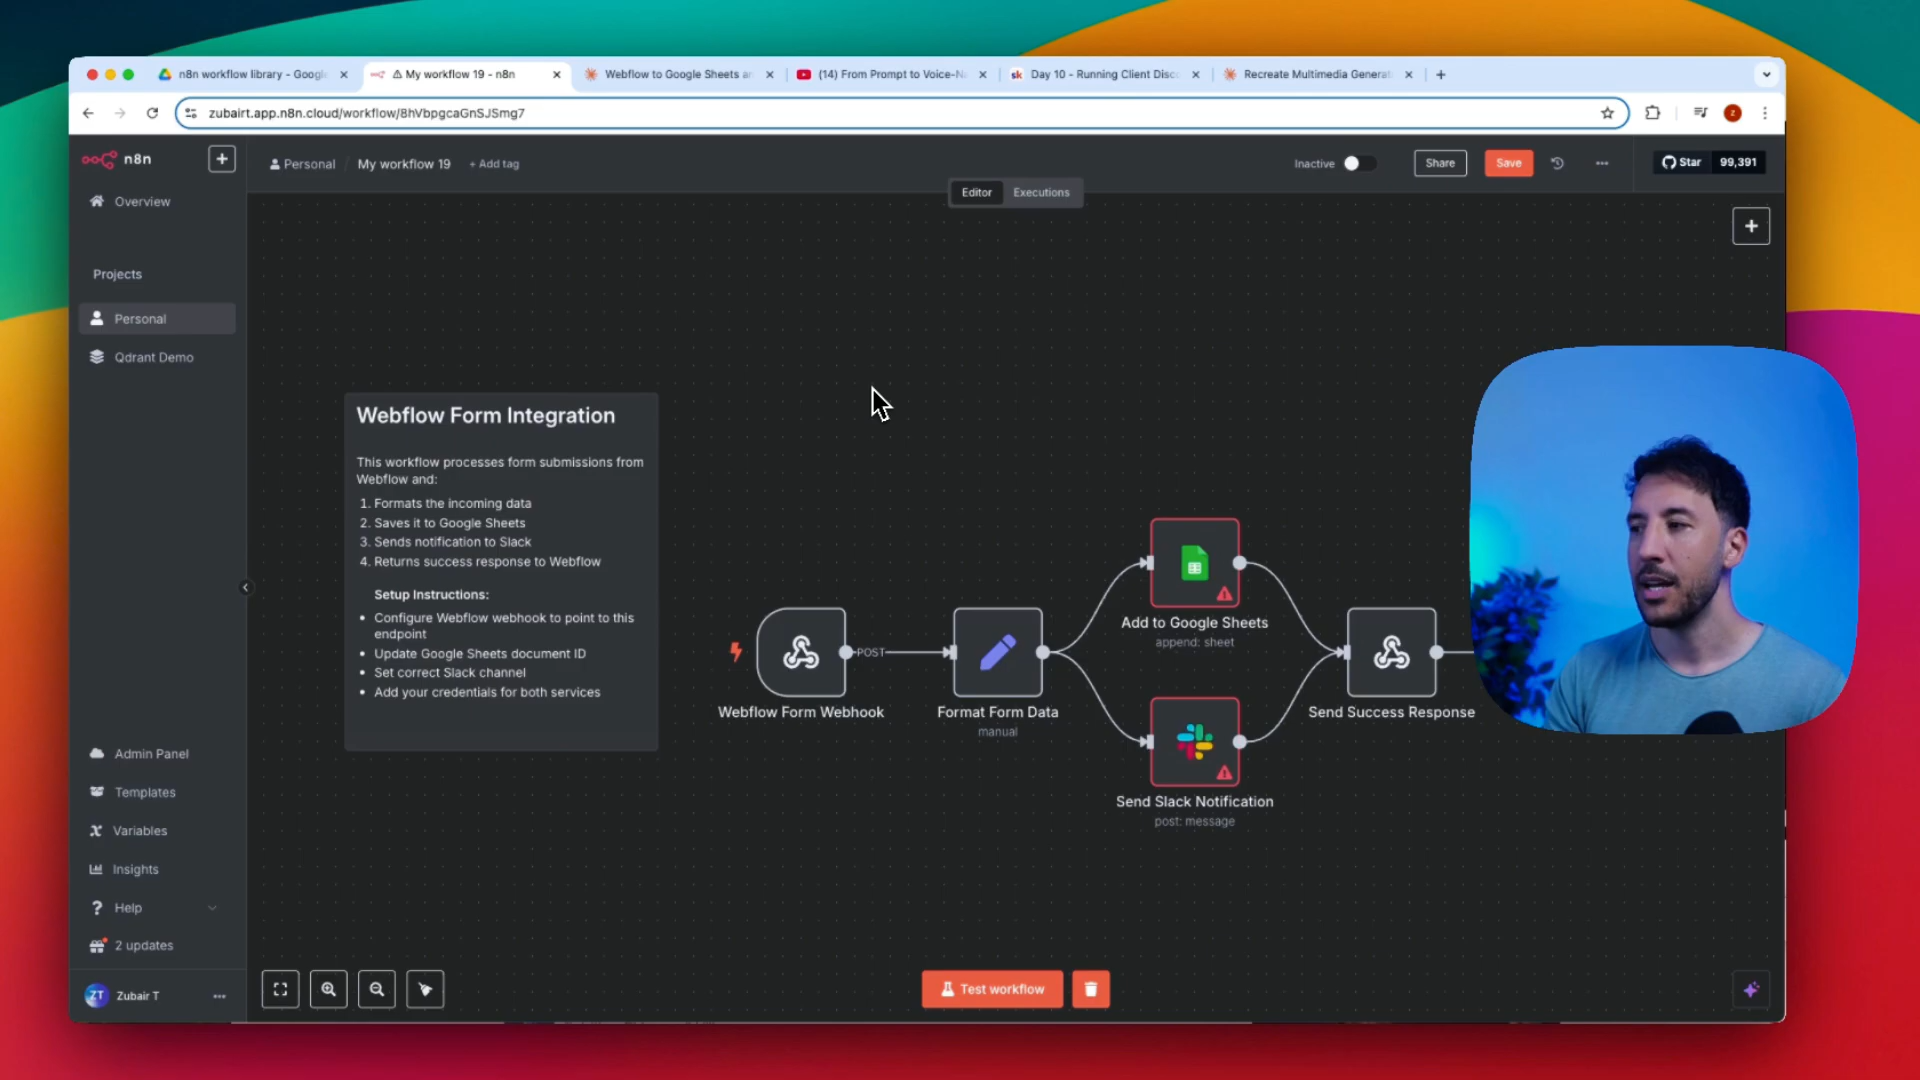 n8n workflow library - Google
My workflow 19 - n8n
Webflow to Google Sheets an
(14) From Prompt to Voice-Na
sk
Day 10 - Running Client Disco
Recreate Multimedia Generat
zubairt.app.n8n.cloud/workflow/8hVbpgcaGnSJSmg7
z
n8n
Personal / My workflow 19 + Add tag
Inactive
Share
Save
Star 99,391
Editor Executions
Overview
Projects
Personal
Qdrant Demo
Webflow Form Integration
This workflow processes form submissions from
Webflow and:
1. Formats the incoming data
2. Saves it to Google Sheets
3. Sends notification to Slack
4. Returns success response to Webflow
Setup Instructions:
• Configure Webflow webhook to point to this
endpoint
• Update Google Sheets document ID
• Set correct Slack channel
• Add your credentials for both services
POST
Webflow Form Webhook
Format Form Data
manual
Add to Google Sheets
append: sheet
Send Slack Notification
post: message
Send Success Response
Admin Panel
Templates
Variables
Insights
Help
2 updates
ZT Zubair T
Test workflow